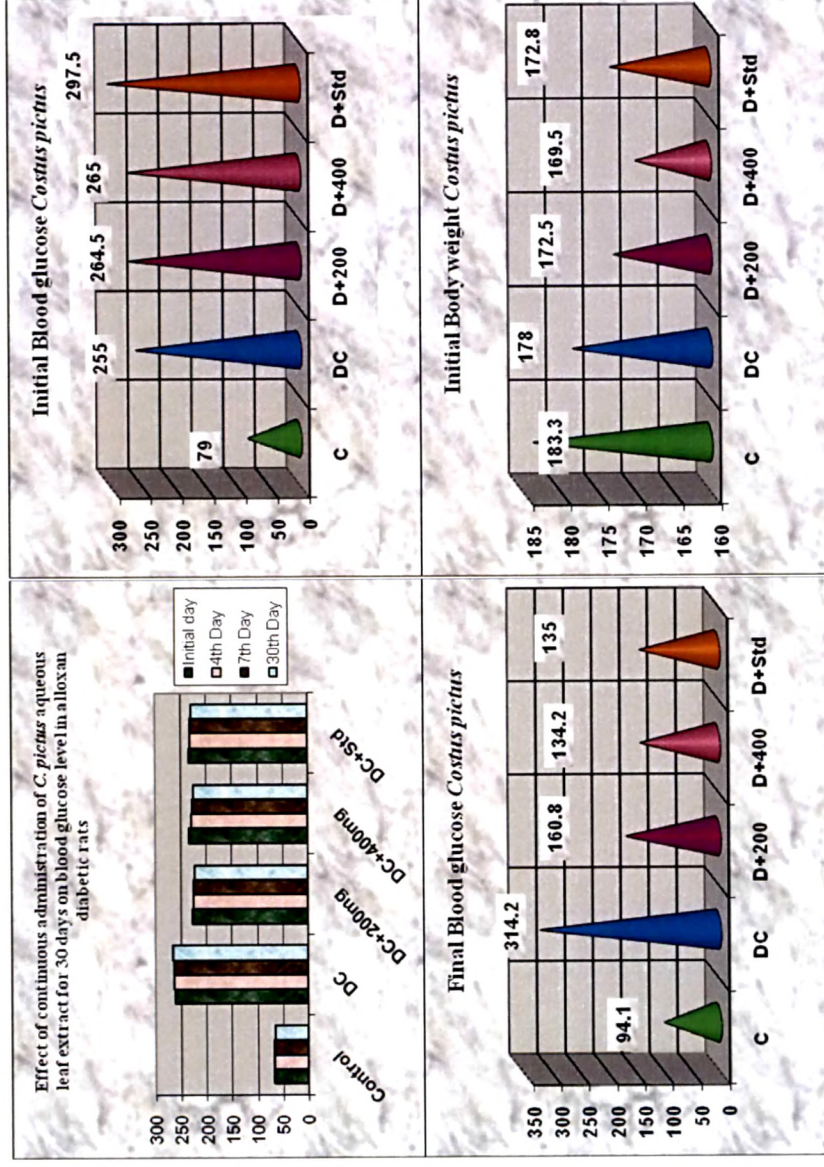 Effect of continuous administration of C. pictus aqueous
leaf extract for 30 days on blood glucose level in alloxan
diabetic rats
300
250
200
150
100
50
0
Control
DC
DC+200mg
DC+400mg
DC+Std
Initial day
4th Day
7th Day
30th Day
Initial Blood glucose Costus pictus
300
250
200
150
100
50
0
79
255
264.5
265
297.5
C
DC
D+200
D+400
D+Std
Final Blood glucose Costus pictus
350
300
250
200
150
100
50
0
94.1
314.2
160.8
134.2
135
C
DC
D+200
D+400
D+Std
Initial Body weight Costus pictus
185
180
175
170
165
160
183.3
178
172.5
169.5
172.8
C
DC
D+200
D+400
D+Std